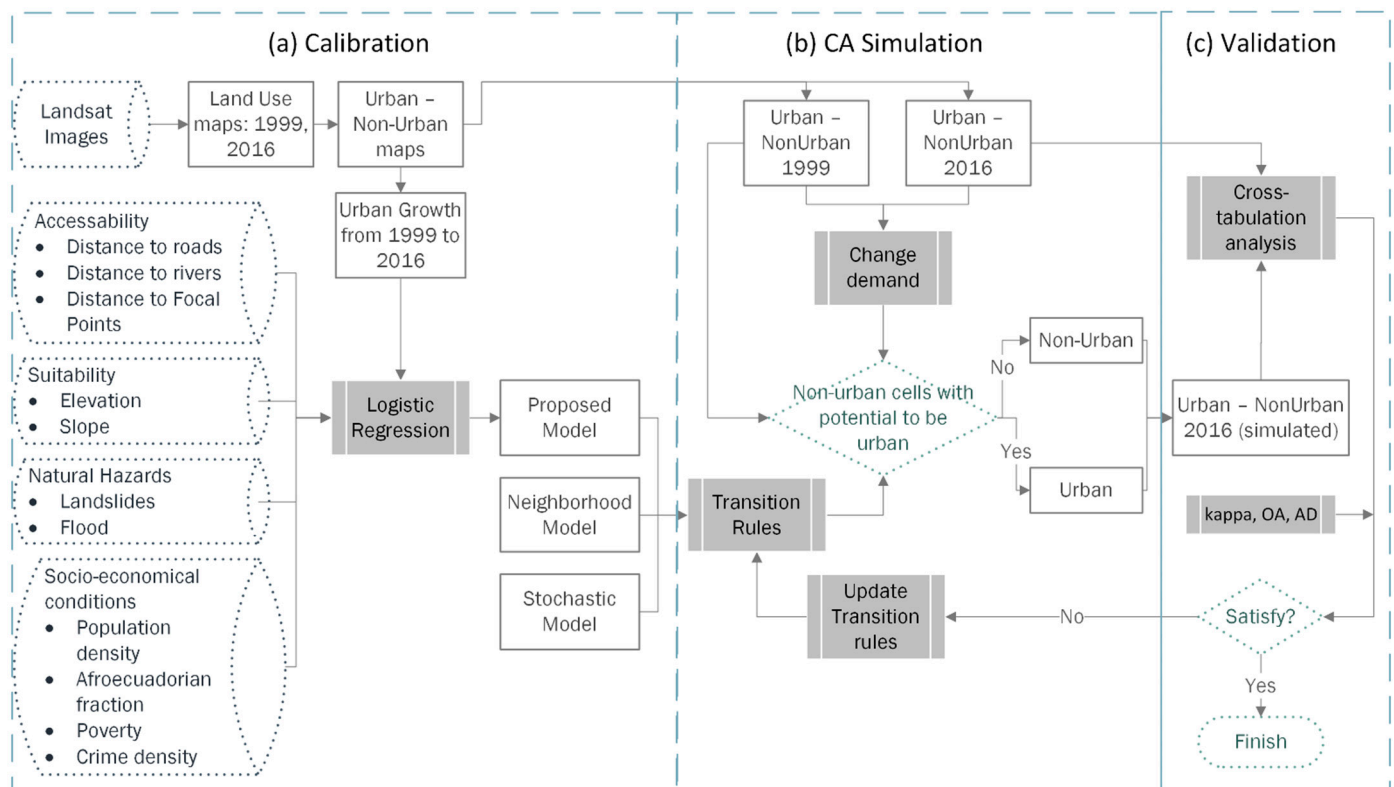 (a) Calibration
Landsat
Images
Land Use
maps: 1999,
2016
Urban –
Non-Urban
maps
Urban Growth
from 1999 to
2016
Accessability
● Distance to roads
● Distance to rivers
● Distance to Focal
Points
Suitability
● Elevation
● Slope
Natural Hazards
● Landslides
● Flood
Socio-economical
conditions
● Population
density
● Afroecuadorian
fraction
● Poverty
● Crime density
Logistic
Regression
Proposed
Model
Neighborhood
Model
Stochastic
Model
(b) CA Simulation
Urban –
NonUrban
1999
Urban –
NonUrban
2016
Change
demand
Non-urban cells with
potential to be
urban
No
Non-Urban
Yes
Urban
Transition
Rules
Update
Transition
rules
No
(c) Validation
Cross-
tabulation
analysis
Urban – NonUrban
2016 (simulated)
kappa, OA, AD
Satisfy?
Yes
Finish